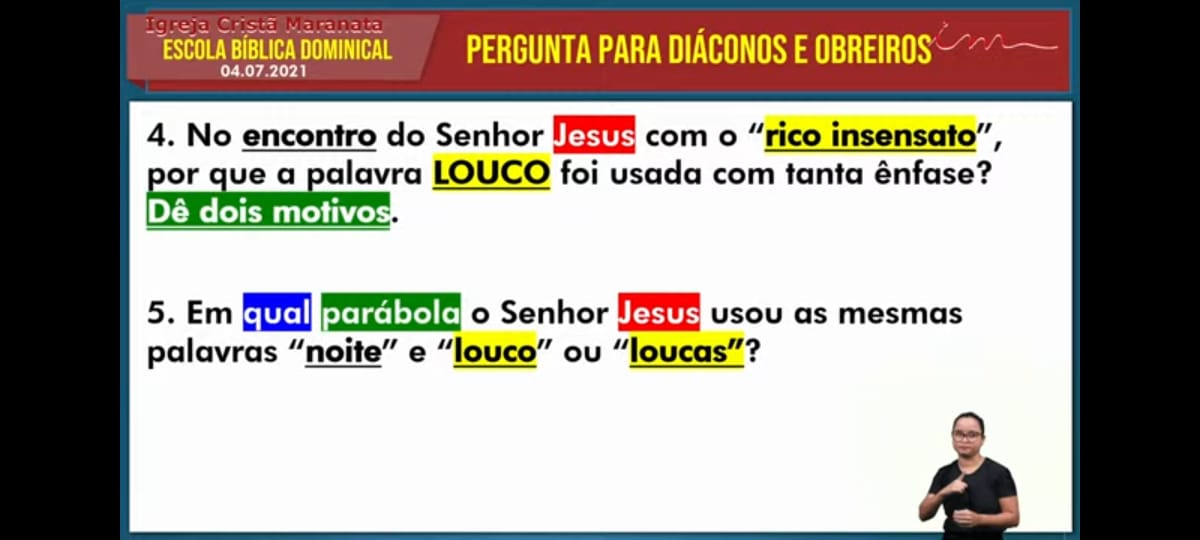 Igreja Cristã Maranata
ESCOLA BÍBLICA DOMINICAL
04.07.2021
PERGUNTA PARA DIÁCONOS E OBREIROS
im
4. No encontro do Senhor Jesus com o “rico insensato”,
por que a palavra LOUCO foi usada com tanta ênfase?
Dê dois motivos.
5. Em qual parábola o Senhor Jesus usou as mesmas
palavras “noite” e “louco” ou “loucas”?